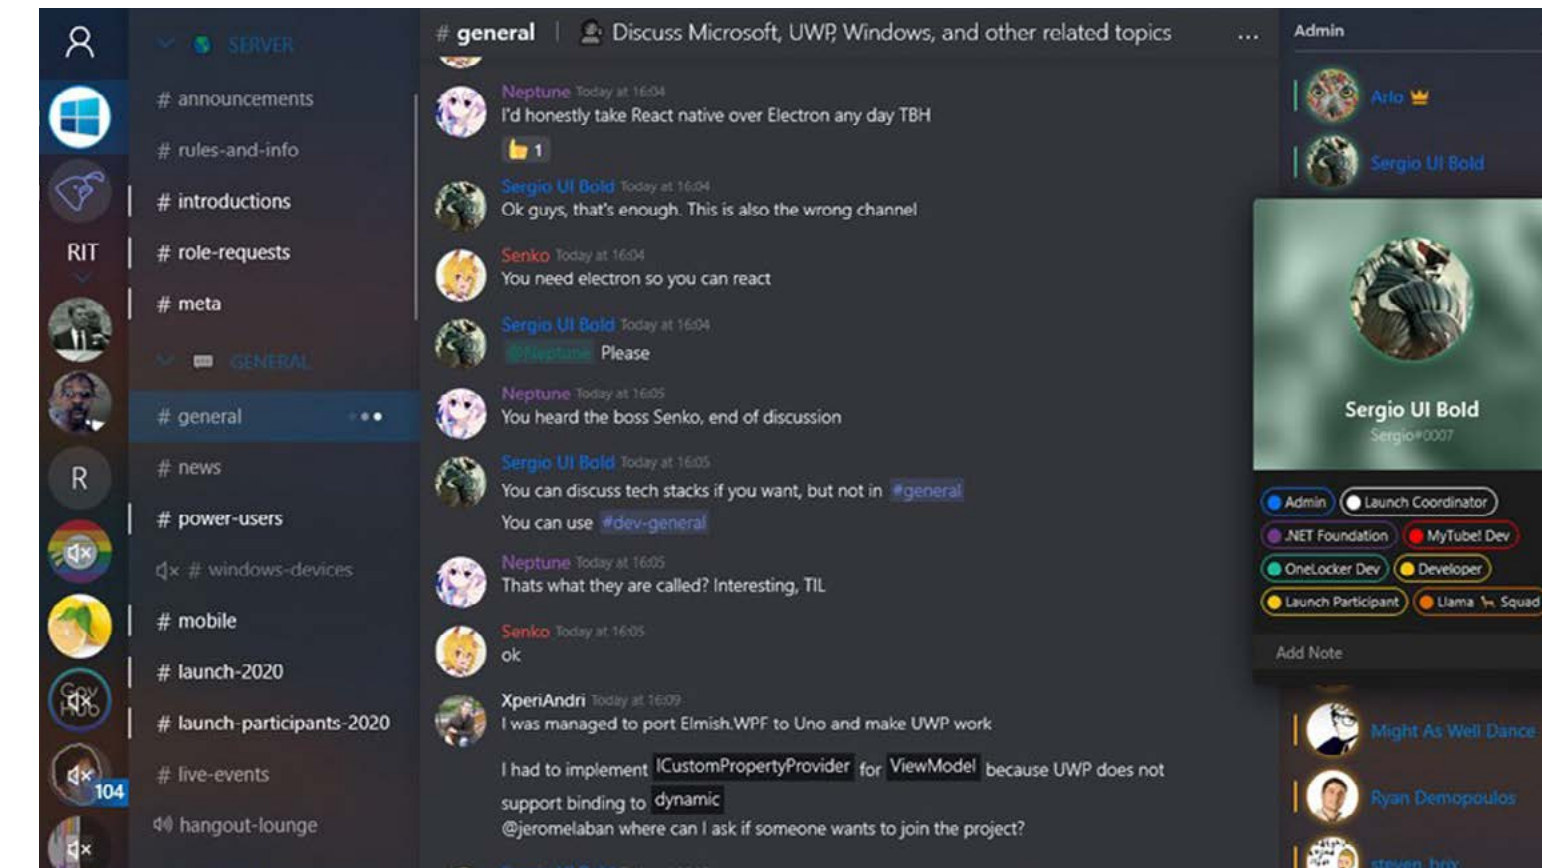 RIT
R
Gov
HUB
104
SERVER
# announcements
# rules-and-info
# introductions
# role-requests
# meta
GENERAL
# general
# news
# power-users
# windows-devices
# mobile
# launch-2020
# launch-participants-2020
# live-events
hangout-lounge
# general | Discuss Microsoft, UWP, Windows, and other related topics ...
Neptune Today at 16:04
I'd honestly take React native over Electron any day TBH
1
Sergio UI Bold Today at 16:04
Ok guys, that's enough. This is also the wrong channel
Senko Today at 16:04
You need electron so you can react
Sergio UI Bold Today at 16:04
@Neptune Please
Neptune Today at 16:05
You heard the boss Senko, end of discussion
Sergio UI Bold Today at 16:05
You can discuss tech stacks if you want, but not in #general
You can use #dev-general
Neptune Today at 16:05
Thats what they are called? Interesting, TIL
Senko Today at 16:05
ok
XperiAndri Today at 16:09
I was managed to port Elmish.WPF to Uno and make UWP work
I had to implement ICustomPropertyProvider for ViewModel because UWP does not
support binding to dynamic
@jeromelaban where can I ask if someone wants to join the project?
Admin
Arlo
Sergio UI Bold
Sergio UI Bold
Sergio#0007
Admin Launch Coordinator
.NET Foundation MyTube! Dev
OneLocker Dev Developer
Launch Participant Llama Squad
Add Note
Might As Well Dance
Ryan Demopoulos
steven_brix